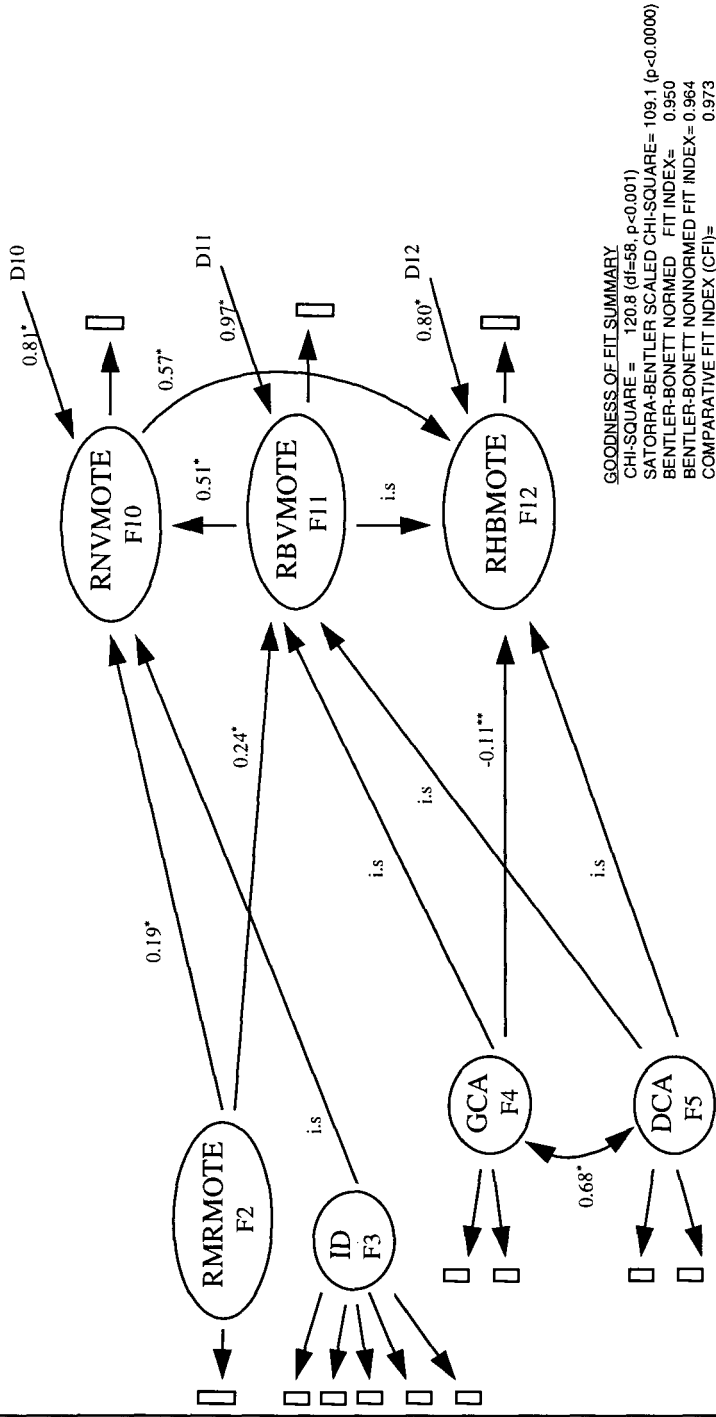 D10
0.81*
RNVMOTE
F10
0.57*
D11
0.97*
0.51*
RBVMOTE
F11
i.s
D12
0.80*
RHBMOTE
F12
0.19*
0.24*
i.s
i.s
-0.11**
i.s
i.s
RMRMOTE
F2
ID
F3
GCA
F4
0.68*
DCA
F5
GOODNESS OF FIT SUMMARY
CHI-SQUARE = 120.8 (df=58, p<0.001)
SATORRA-BENTLER SCALED CHI-SQUARE= 109.1 (p<0.0000)
BENTLER-BONETT NORMED FIT INDEX= 0.950
BENTLER-BONETT NONNORMED FIT INDEX= 0.964
COMPARATIVE FIT INDEX (CFI)= 0.973